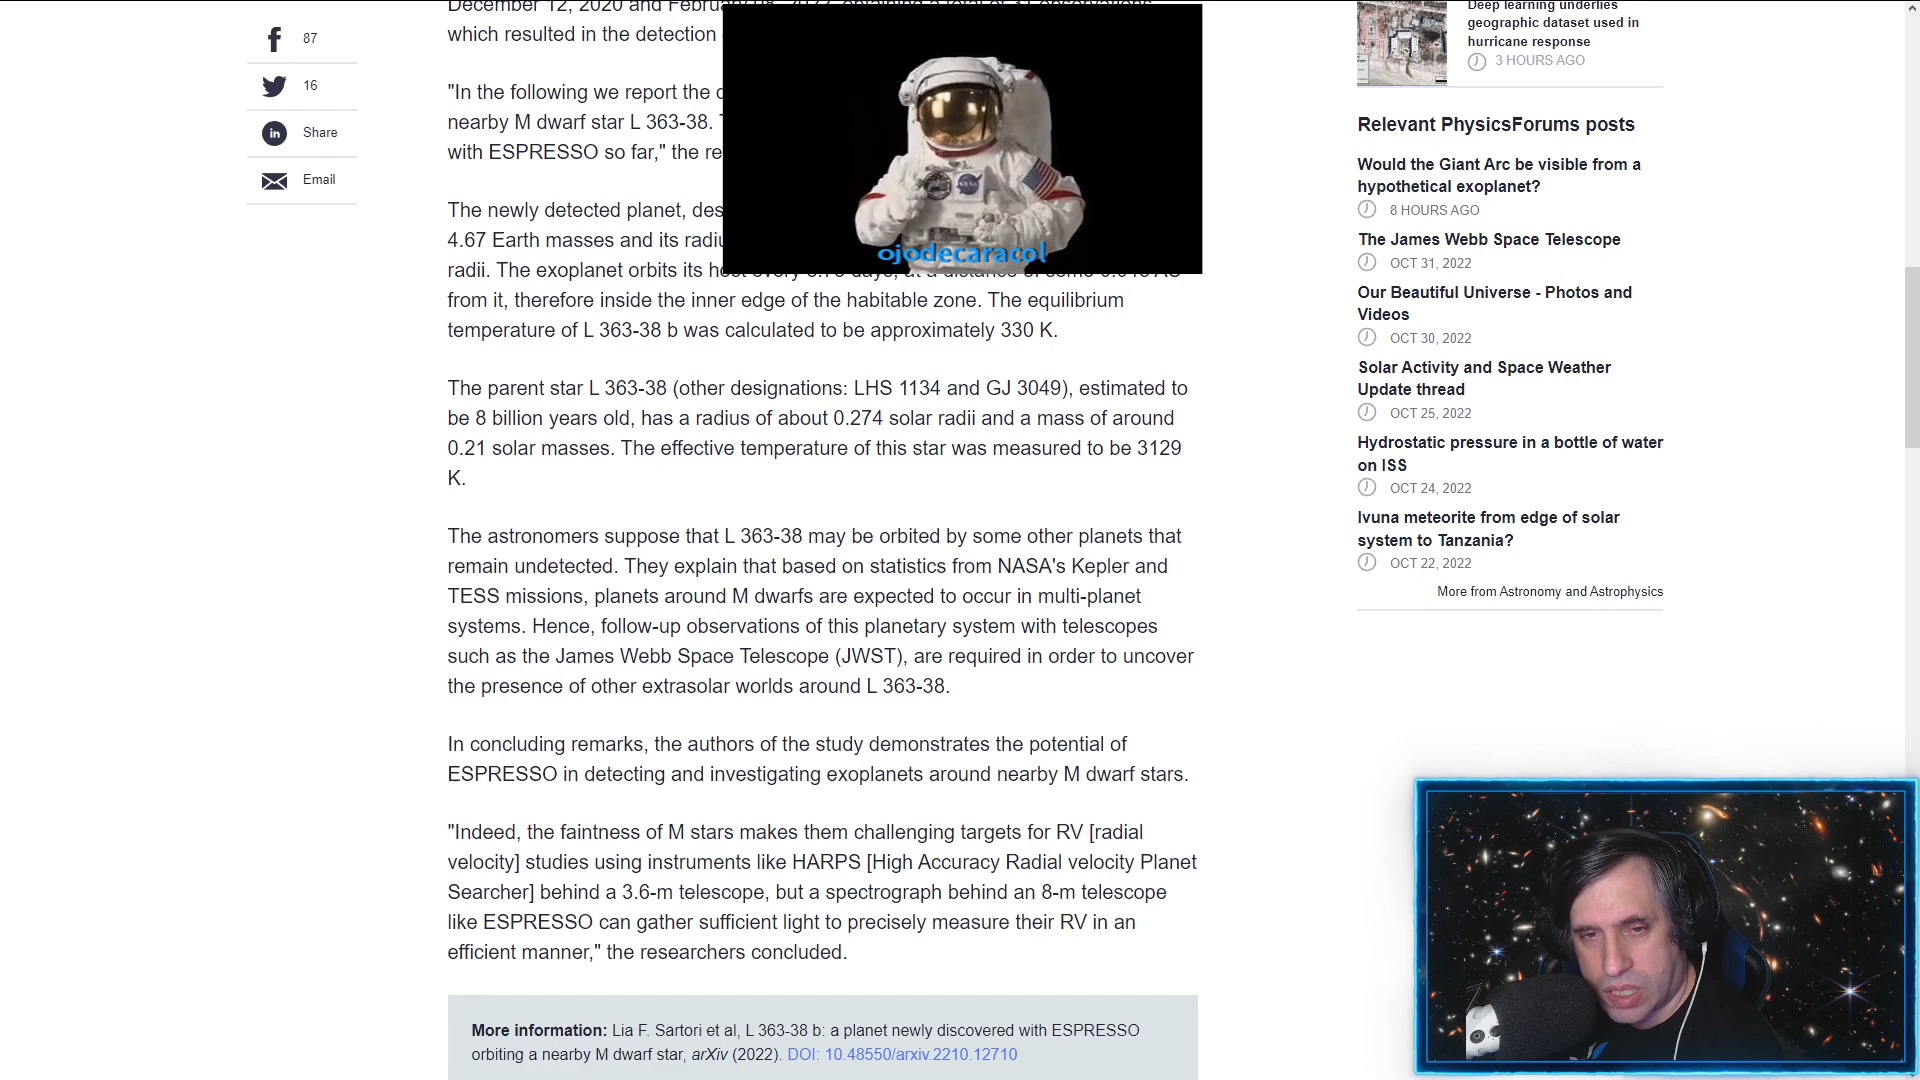 87
16
Share
Email
December 12, 2020 and
which resulted in the detection
"In the following we report the
nearby M dwarf star L 363-38.
with ESPRESSO so far," the
The newly detected planet,
4.67 Earth masses and its
radii. The exoplanet orbits its
from it, therefore inside the inner edge of the habitable zone. The equilibrium
temperature of L 363-38 b was calculated to be approximately 330 K.
The parent star L 363-38 (other designations: LHS 1134 and GJ 3049), estimated to
be 8 billion years old, has a radius of about 0.274 solar radii and a mass of around
0.21 solar masses. The effective temperature of this star was measured to be 3129
K.
The astronomers suppose that L 363-38 may be orbited by some other planets that
remain undetected. They explain that based on statistics from NASA's Kepler and
TESS missions, planets around M dwarfs are expected to occur in multi-planet
systems. Hence, follow-up observations of this planetary system with telescopes
such as the James Webb Space Telescope (JWST), are required in order to uncover
the presence of other extrasolar worlds around L 363-38.
In concluding remarks, the authors of the study demonstrates the potential of
ESPRESSO in detecting and investigating exoplanets around nearby M dwarf stars.
"Indeed, the faintness of M stars makes them challenging targets for RV [radial
velocity] studies using instruments like HARPS [High Accuracy Radial velocity Planet
Searcher] behind a 3.6-m telescope, but a spectrograph behind an 8-m telescope
like ESPRESSO can gather sufficient light to precisely measure their RV in an
efficient manner," the researchers concluded.
More information: Lia F. Sartori et al, L 363-38 b: a planet newly discovered with ESPRESSO
orbiting a nearby M dwarf star, arXiv (2022). DOI: 10.48550/arxiv.2210.12710
NASA
ojodecaracol
Deep learning underlies
geographic dataset used in
hurricane response
3 HOURS AGO
Relevant PhysicsForums posts
Would the Giant Arc be visible from a
hypothetical exoplanet?
8 HOURS AGO
The James Webb Space Telescope
OCT 31, 2022
Our Beautiful Universe - Photos and
Videos
OCT 30, 2022
Solar Activity and Space Weather
Update thread
OCT 25, 2022
Hydrostatic pressure in a bottle of water
on ISS
OCT 24, 2022
Ivuna meteorite from edge of solar
system to Tanzania?
OCT 22, 2022
More from Astronomy and Astrophysics